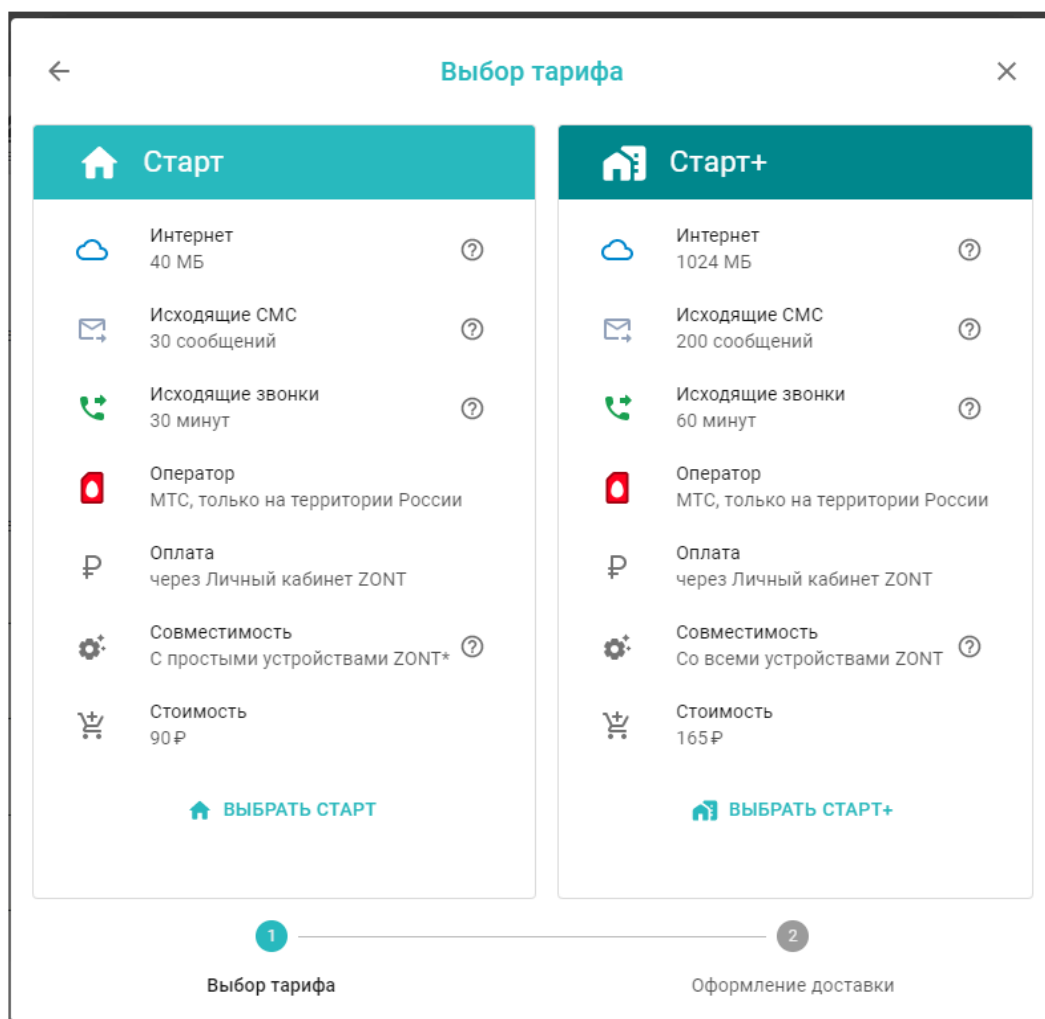 Выбор тарифа
Старт
Интернет
40 МБ
Исходящие СМС
30 сообщений
Исходящие звонки
30 минут
Оператор
МТС, только на территории России
Оплата
через Личный кабинет ZONT
Совместимость
С простыми устройствами ZONT*
Стоимость
90₽
ВЫБРАТЬ СТАРТ
Старт+
Интернет
1024 МБ
Исходящие СМС
200 сообщений
Исходящие звонки
60 минут
Оператор
МТС, только на территории России
Оплата
через Личный кабинет ZONT
Совместимость
Со всеми устройствами ZONT
Стоимость
165₽
ВЫБРАТЬ СТАРТ+
1
Выбор тарифа
2
Оформление доставки